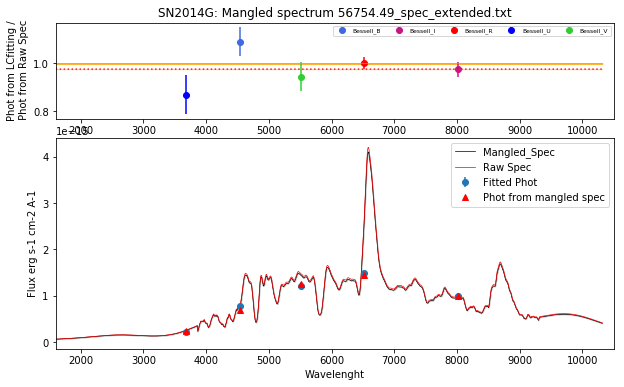 SN2014G: Mangled spectrum 56754.49_spec_extended.txt
Phot from LCfitting /
Phot from Raw Spec
Bessell_B Bessell_I Bessell_R Bessell_U Bessell_V
1.0
0.8
2000 3000 4000 5000 6000 7000 8000 9000 10000
Flux erg s-1 cm-2 A-1
4
3
2
1
0
Mangled_Spec
Raw Spec
Fitted Phot
Phot from mangled spec
2000 3000 4000 5000 6000 7000 8000 9000 10000
Wavelenght